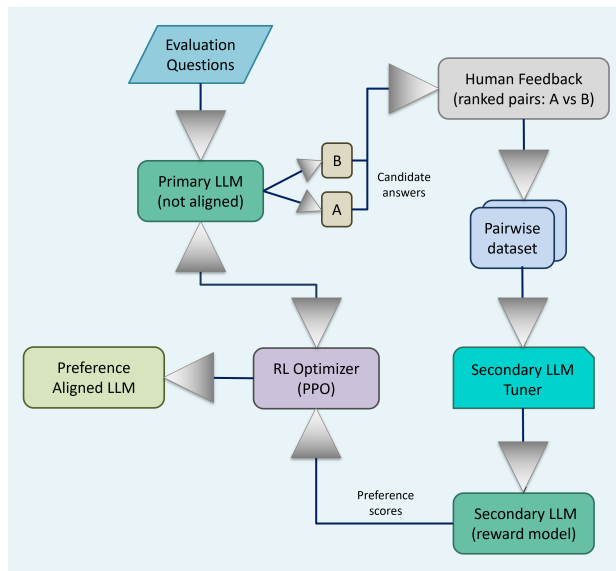 Evaluation
Questions
Human Feedback
(ranked pairs: A vs B)
Primary LLM
(not aligned)
B
A
Candidate
answers
Pairwise
dataset
Preference
Aligned LLM
RL Optimizer
(PPO)
Secondary LLM
Tuner
Preference
scores
Secondary LLM
(reward model)